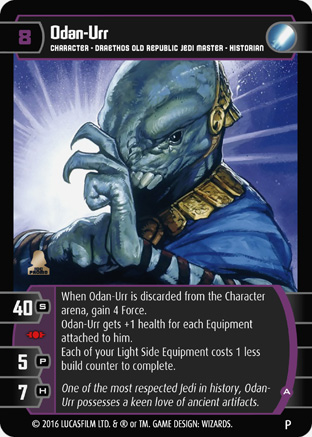 8
Odan-Urr
CHARACTER - DRAETHOS OLD REPUBLIC JEDI MASTER - HISTORIAN
40 S
When Odan-Urr is discarded from the Character
arena, gain 4 Force.
Odan-Urr gets +1 health for each Equipment
attached to him.
5 P
Each of your Light Side Equipment costs 1 less
build counter to complete.
7 H
One of the most respected Jedi in history, Odan-
Urr possesses a keen love of ancient artifacts.
A
© 2016 LUCASFILM LTD. & ® OR TM. GAME DESIGN: WIZARDS.
P